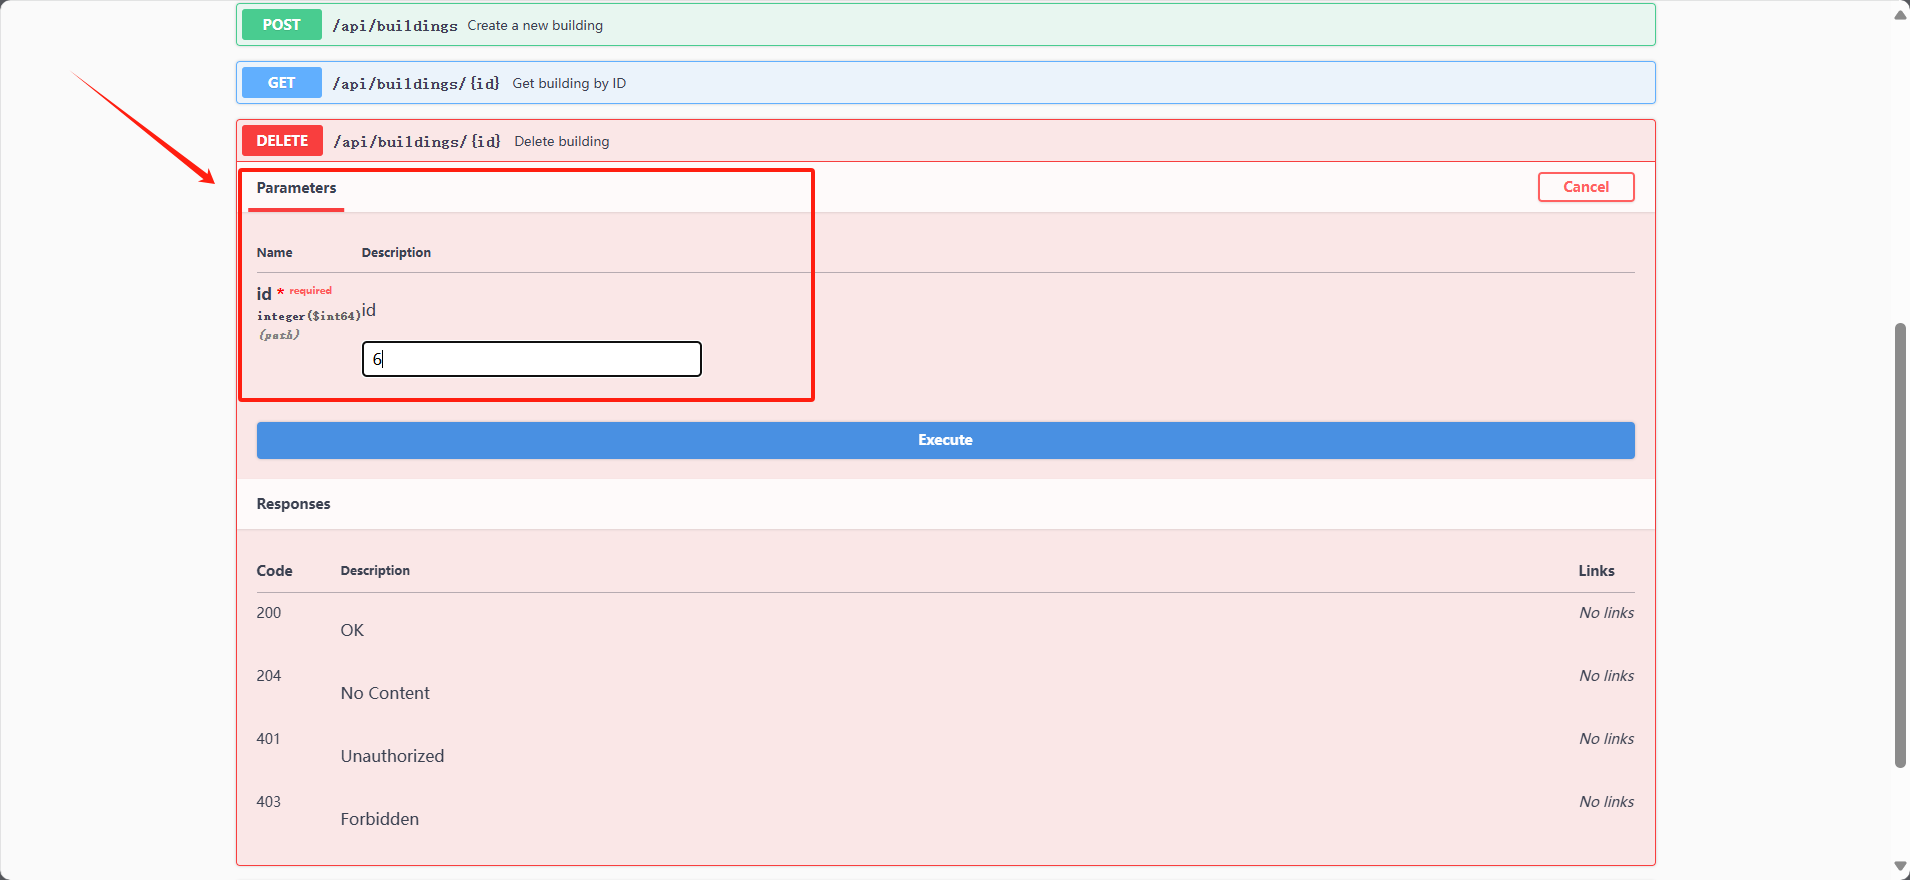 POST /api/buildings Create a new building
GET /api/buildings/{id} Get building by ID
DELETE /api/buildings/{id} Delete building
Parameters Cancel
Name Description
id * required
integer($int64) id
(path)
6
Execute
Responses
Code Description Links
200 No links
OK
204 No links
No Content
401 No links
Unauthorized
403 No links
Forbidden